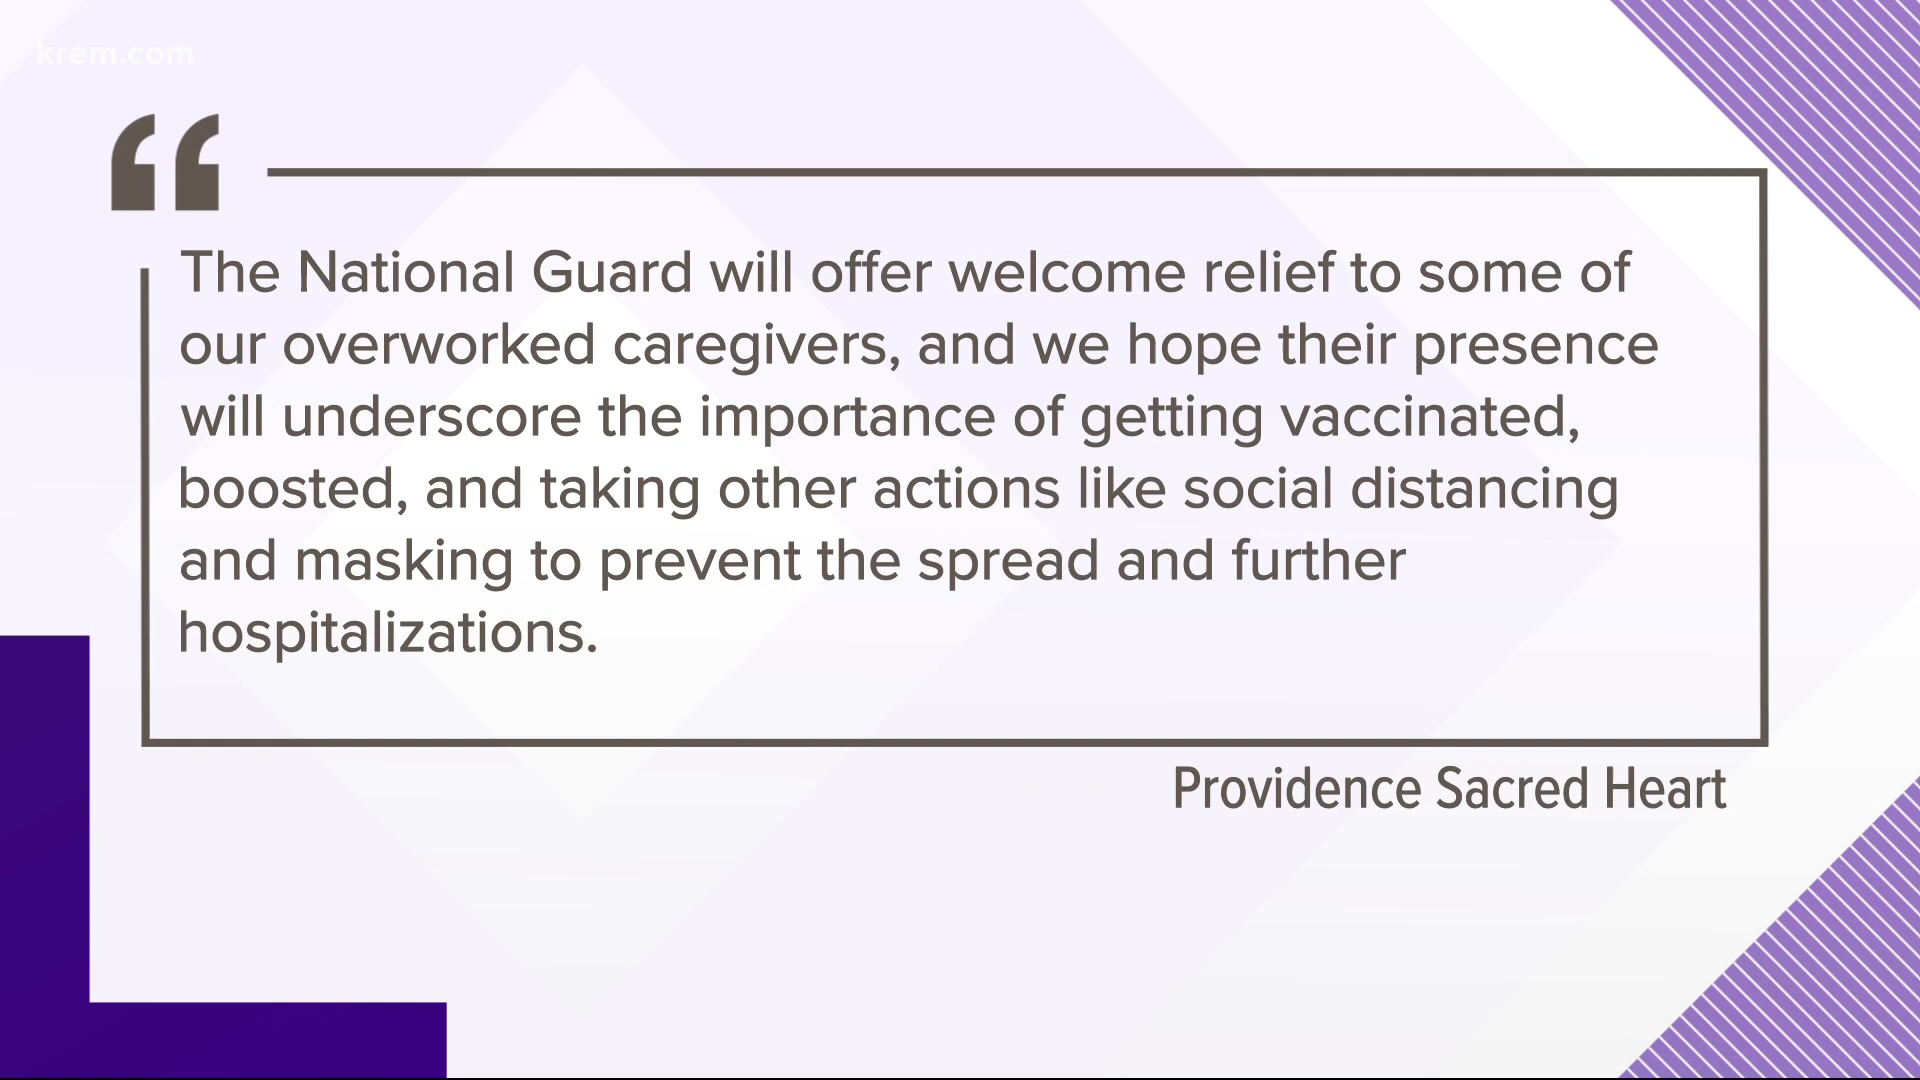 krem.com
“
The National Guard will offer welcome relief to some of
our overworked caregivers, and we hope their presence
will underscore the importance of getting vaccinated,
boosted, and taking other actions like social distancing
and masking to prevent the spread and further
hospitalizations.
Providence Sacred Heart